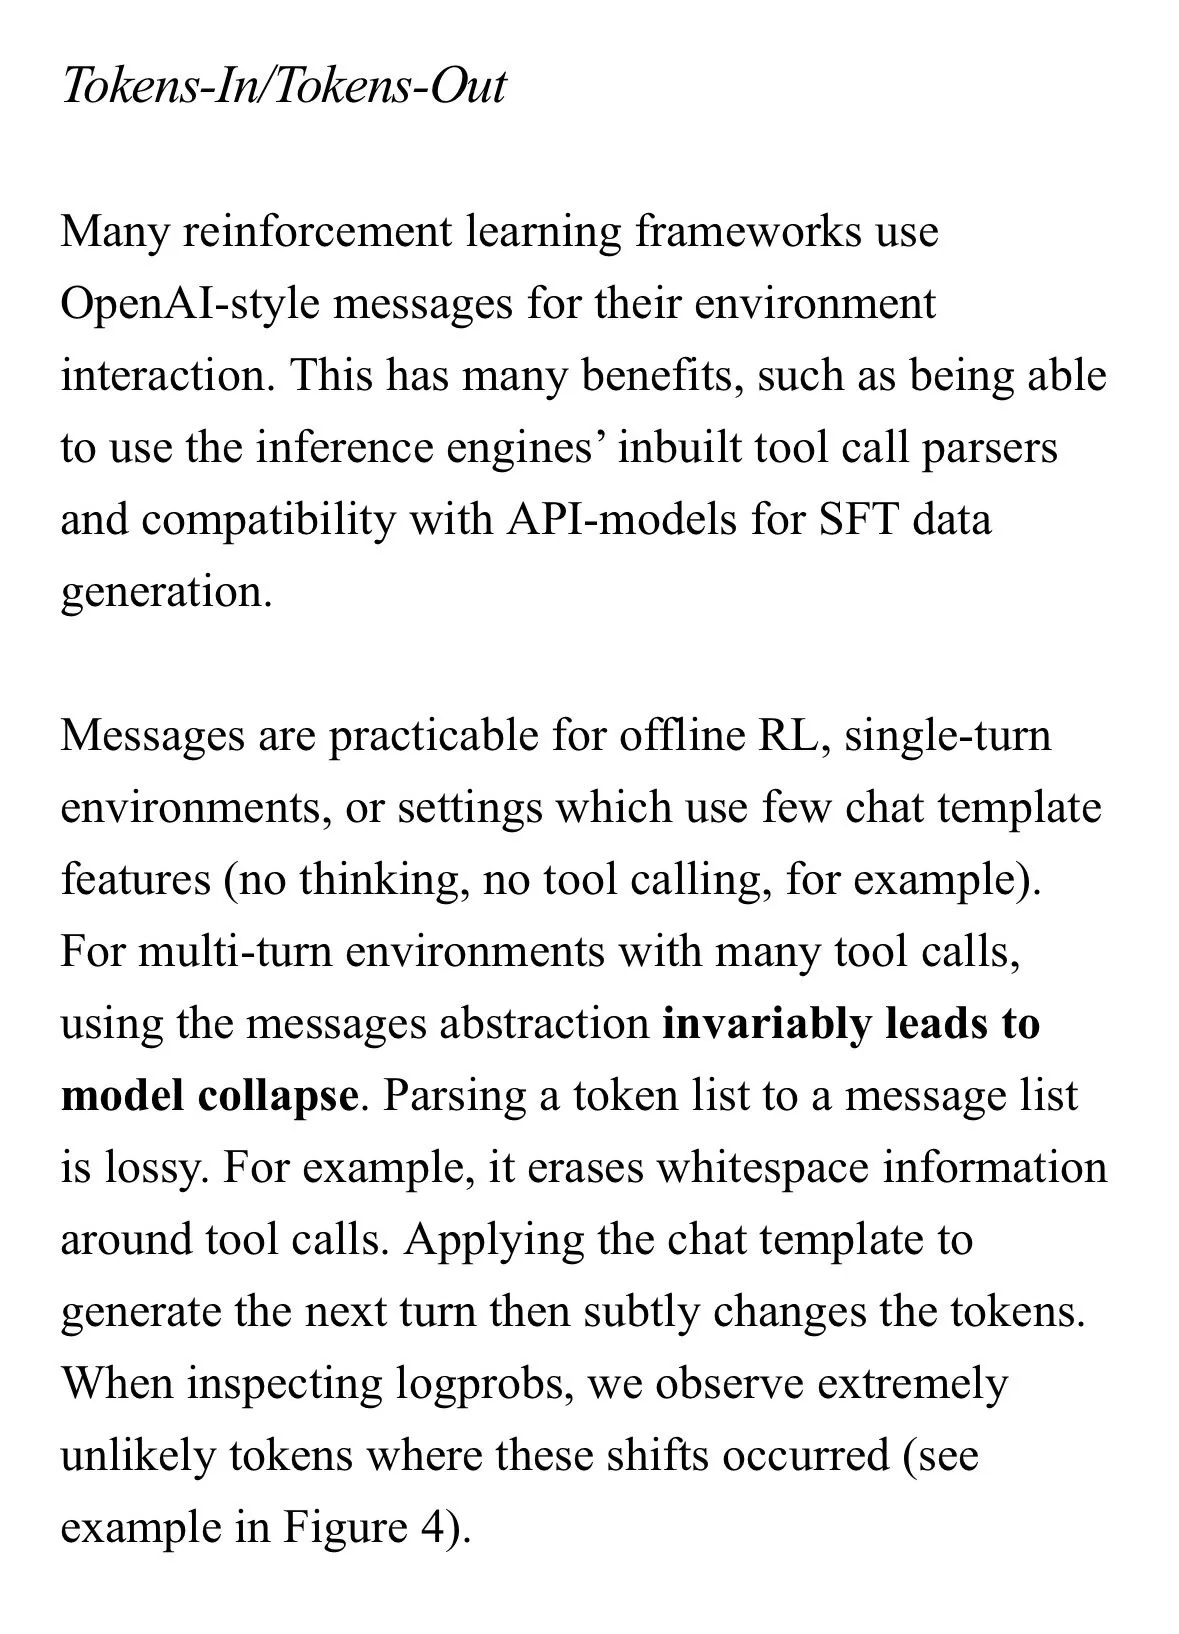 Tokens-In/Tokens-Out
Many reinforcement learning frameworks use
OpenAI-style messages for their environment
interaction. This has many benefits, such as being able
to use the inference engines’ inbuilt tool call parsers
and compatibility with API-models for SFT data
generation.
Messages are practicable for offline RL, single-turn
environments, or settings which use few chat template
features (no thinking, no tool calling, for example).
For multi-turn environments with many tool calls,
using the messages abstraction invariably leads to
model collapse. Parsing a token list to a message list
is lossy. For example, it erases whitespace information
around tool calls. Applying the chat template to
generate the next turn then subtly changes the tokens.
When inspecting logprobs, we observe extremely
unlikely tokens where these shifts occurred (see
example in Figure 4).